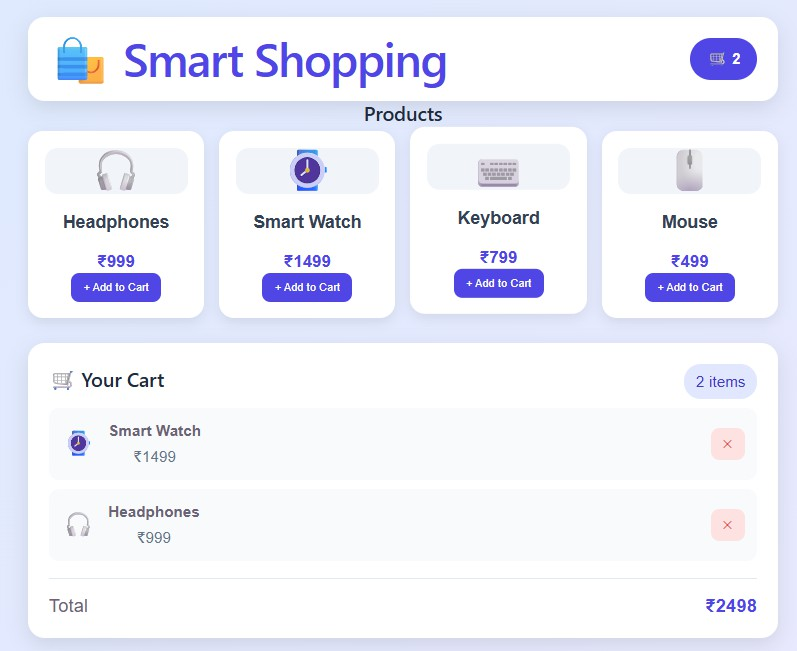 Smart Shopping
2
Products
Headphones
₹999
+ Add to Cart
Smart Watch
₹1499
+ Add to Cart
Keyboard
₹799
+ Add to Cart
Mouse
₹499
+ Add to Cart
Your Cart
2 items
Smart Watch
₹1499
×
Headphones
₹999
×
Total
₹2498